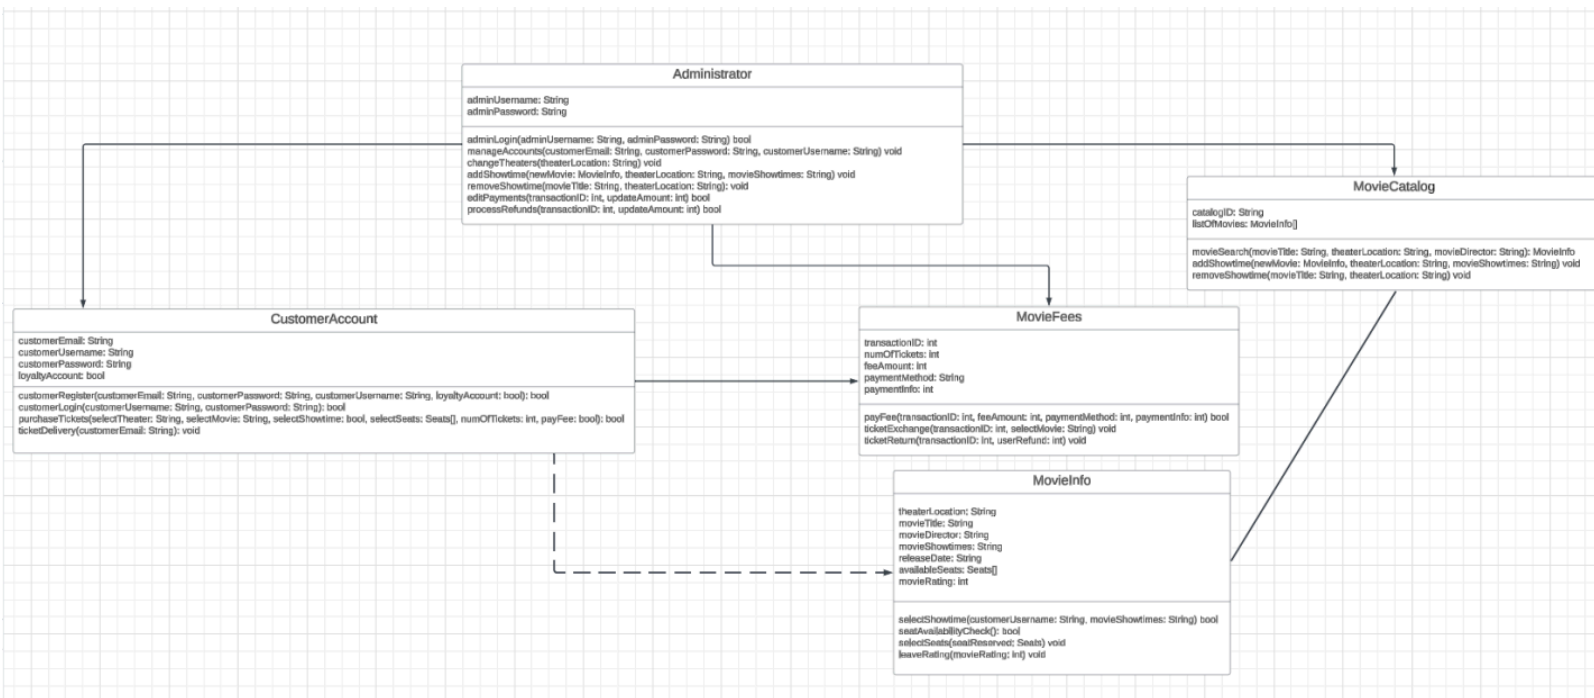 Administrator
adminUsername: String
adminPassword: String
adminLogin(adminUsername: String, adminPassword: String) bool
manageAccounts(customerEmail: String, customerPassword: String, customerUsername: String) void
changeTheaters(theaterLocation: String) void
addShowtime(newMovie: MovieInfo, theaterLocation: String, movieShowtimes: String) void
removeShowtime(movieTitle: String, theaterLocation: String): void
editPayments(transactionID: int, updateAmount: int) bool
processRefunds(transactionID: int, updateAmount: int) bool
MovieCatalog
catalogID: String
listOfMovies: MovieInfo[]
movieSearch(movieTitle: String, theaterLocation: String, movieDirector: String): MovieInfo
addShowtime(newMovie: MovieInfo, theaterLocation: String, movieShowtimes: String) void
removeShowtime(movieTitle: String, theaterLocation: String) void
CustomerAccount
customerEmail: String
customerUsername: String
customerPassword: String
loyaltyAccount: bool
customerRegister(customerEmail: String, customerPassword: String, customerUsername: String, loyaltyAccount: bool): bool
customerLogin(customerUsername: String, customerPassword: String): bool
purchaseTickets(selectTheater: String, selectMovie: String, selectShowtime: bool, selectSeats: Seats[], numOfTickets: int, payFee: bool): bool
ticketDelivery(customerEmail: String): void
MovieFees
transactionID: int
numOfTickets: int
feeAmount: int
paymentMethod: String
paymentInfo: int
payFee(transactionID: int, feeAmount: int, paymentMethod: int, paymentInfo: int) bool
ticketExchange(transactionID: int, selectMovie: String) void
ticketReturn(transactionID: int, userRefund: int) void
MovieInfo
theaterLocation: String
movieTitle: String
movieDirector: String
movieShowtimes: String
releaseDate: String
availableSeats: Seats[]
movieRating: int
selectShowtime(customerUsername: String, movieShowtimes: String) bool
seatAvailabilityCheck(): bool
selectSeats(seatReserved: Seats) void
leaveRating(movieRating: int) void